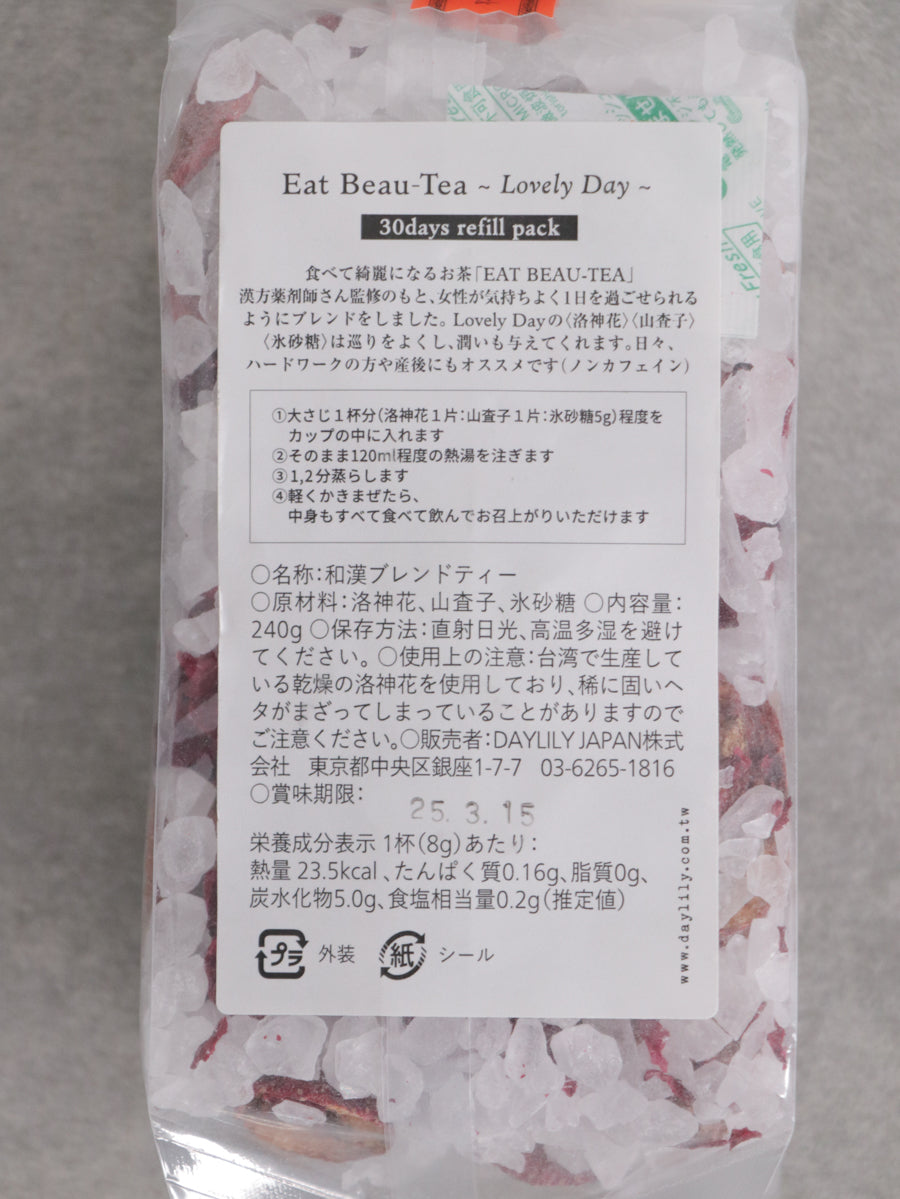 Eat Beau-Tea ~ Lovely Day ~
30days refill pack
食べて綺麗になるお茶「EAT BEAU-TEA」
漢方薬剤師さん監修のもと、女性が気持ちよく1日を過ごせられる
ようにブレンドをしました。Lovely Dayの〈洛神花〉〈山査子〉
〈氷砂糖〉は巡りをよくし、潤いも与えてくれます。日々、
ハードワークの方や産後にもオススメです(ノンカフェイン)
①大さじ1杯分(洛神花1片:山査子1片:氷砂糖5g)程度を
カップの中に入れます
②そのまま120ml程度の熱湯を注ぎます
③1,2分蒸らします
④軽くかきまぜたら、
中身もすべて食べて飲んでお召上がりいただけます
○名称:和漢ブレンドティー
○原材料:洛神花、山査子、氷砂糖 ○内容量:
240g ○保存方法:直射日光、高温多湿を避け
てください。○使用上の注意:台湾で生産して
いる乾燥の洛神花を使用しており、稀に固いヘ
タがまざってしまっていることがありますので
ご注意ください。○販売者:DAYLILY JAPAN株式
会社 東京都中央区銀座1-7-7 03-6265-1816
○賞味期限:
25. 3. 15
栄養成分表示 1杯(8g)あたり:
熱量 23.5kcal、たんぱく質0.16g、脂質0g、
炭水化物5.0g、食塩相当量0.2g(推定値)
プラ 外装 紙 シール
www.daylily.com.tw
Fresh